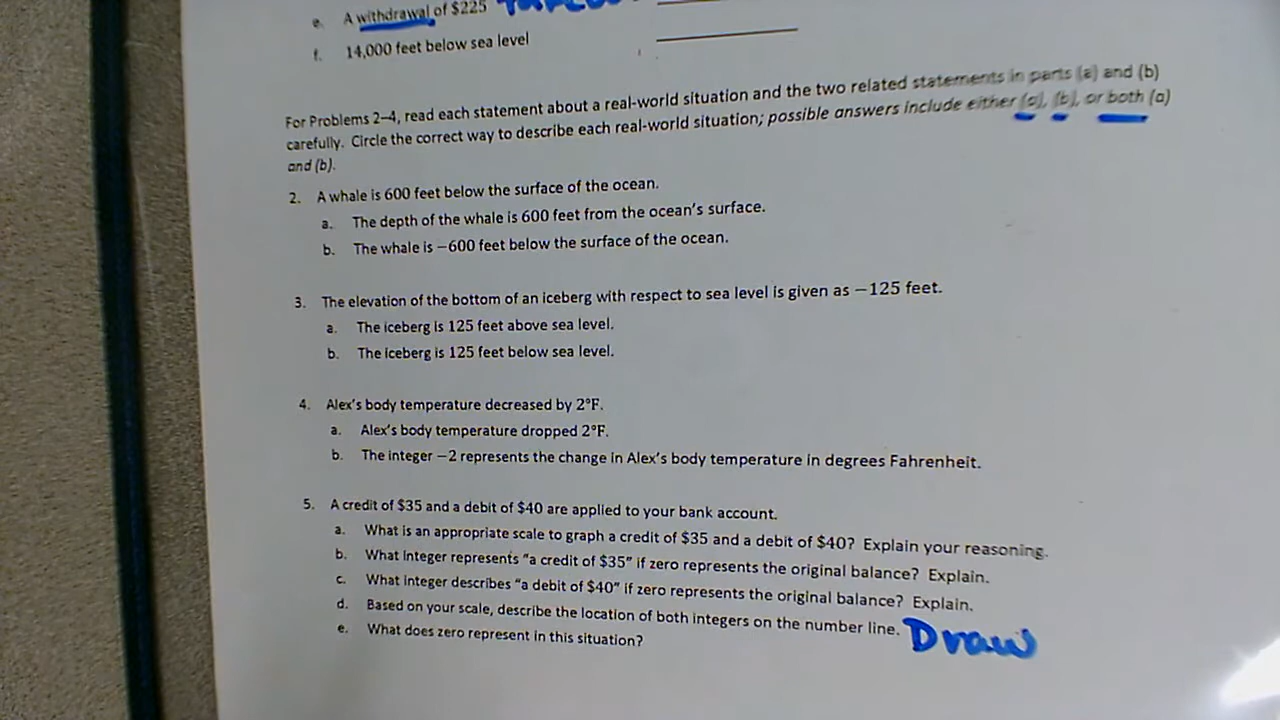 e. A withdrawal of $225
f. 14,000 feet below sea level
For Problems 2–4, read each statement about a real-world situation and the two related statements in parts (a) and (b)
carefully. Circle the correct way to describe each real-world situation; possible answers include either (a), (b), or both (a)
and (b).
2. A whale is 600 feet below the surface of the ocean.
a. The depth of the whale is 600 feet from the ocean's surface.
b. The whale is −600 feet below the surface of the ocean.
3. The elevation of the bottom of an iceberg with respect to sea level is given as −125 feet.
a. The iceberg is 125 feet above sea level.
b. The iceberg is 125 feet below sea level.
4. Alex's body temperature decreased by 2°F.
a. Alex's body temperature dropped 2°F.
b. The integer −2 represents the change in Alex's body temperature in degrees Fahrenheit.
5. A credit of $35 and a debit of $40 are applied to your bank account.
a. What is an appropriate scale to graph a credit of $35 and a debit of $40? Explain your reasoning.
b. What integer represents "a credit of $35" if zero represents the original balance? Explain.
c. What integer describes "a debit of $40" if zero represents the original balance? Explain.
d. Based on your scale, describe the location of both integers on the number line. Draw
e. What does zero represent in this situation?